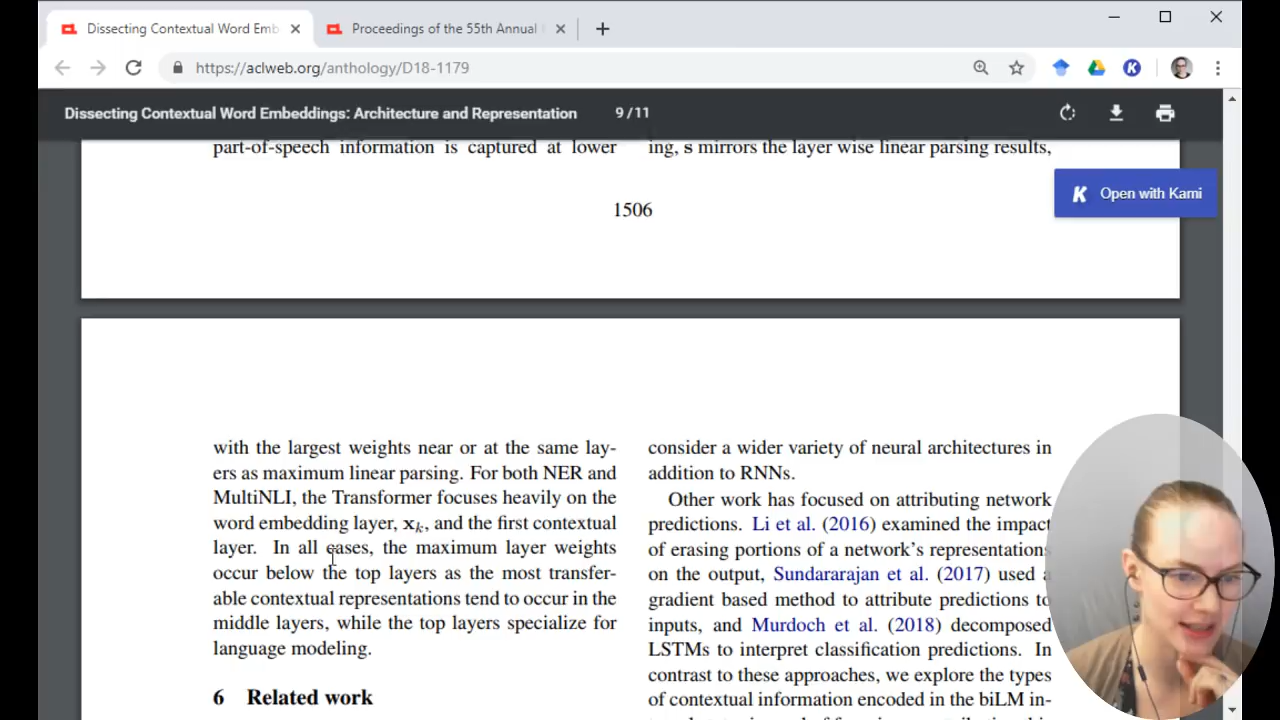 Dissecting Contextual Word Emb
Proceedings of the 55th Annual
https://aclweb.org/anthology/D18-1179
Dissecting Contextual Word Embeddings: Architecture and Representation 9 / 11
Open with Kami
part-of-speech information is captured at lower
ing, s mirrors the layer wise linear parsing results,
1506
with the largest weights near or at the same lay-
ers as maximum linear parsing. For both NER and
MultiNLI, the Transformer focuses heavily on the
word embedding layer, xk, and the first contextual
layer. In all cases, the maximum layer weights
occur below the top layers as the most transfer-
able contextual representations tend to occur in the
middle layers, while the top layers specialize for
language modeling.
6 Related work
consider a wider variety of neural architectures in
addition to RNNs.
Other work has focused on attributing network
predictions. Li et al. (2016) examined the impact
of erasing portions of a network's representations
on the output, Sundararajan et al. (2017) used a
gradient based method to attribute predictions to
inputs, and Murdoch et al. (2018) decomposed
LSTMs to interpret classification predictions. In
contrast to these approaches, we explore the types
of contextual information encoded in the biLM in-